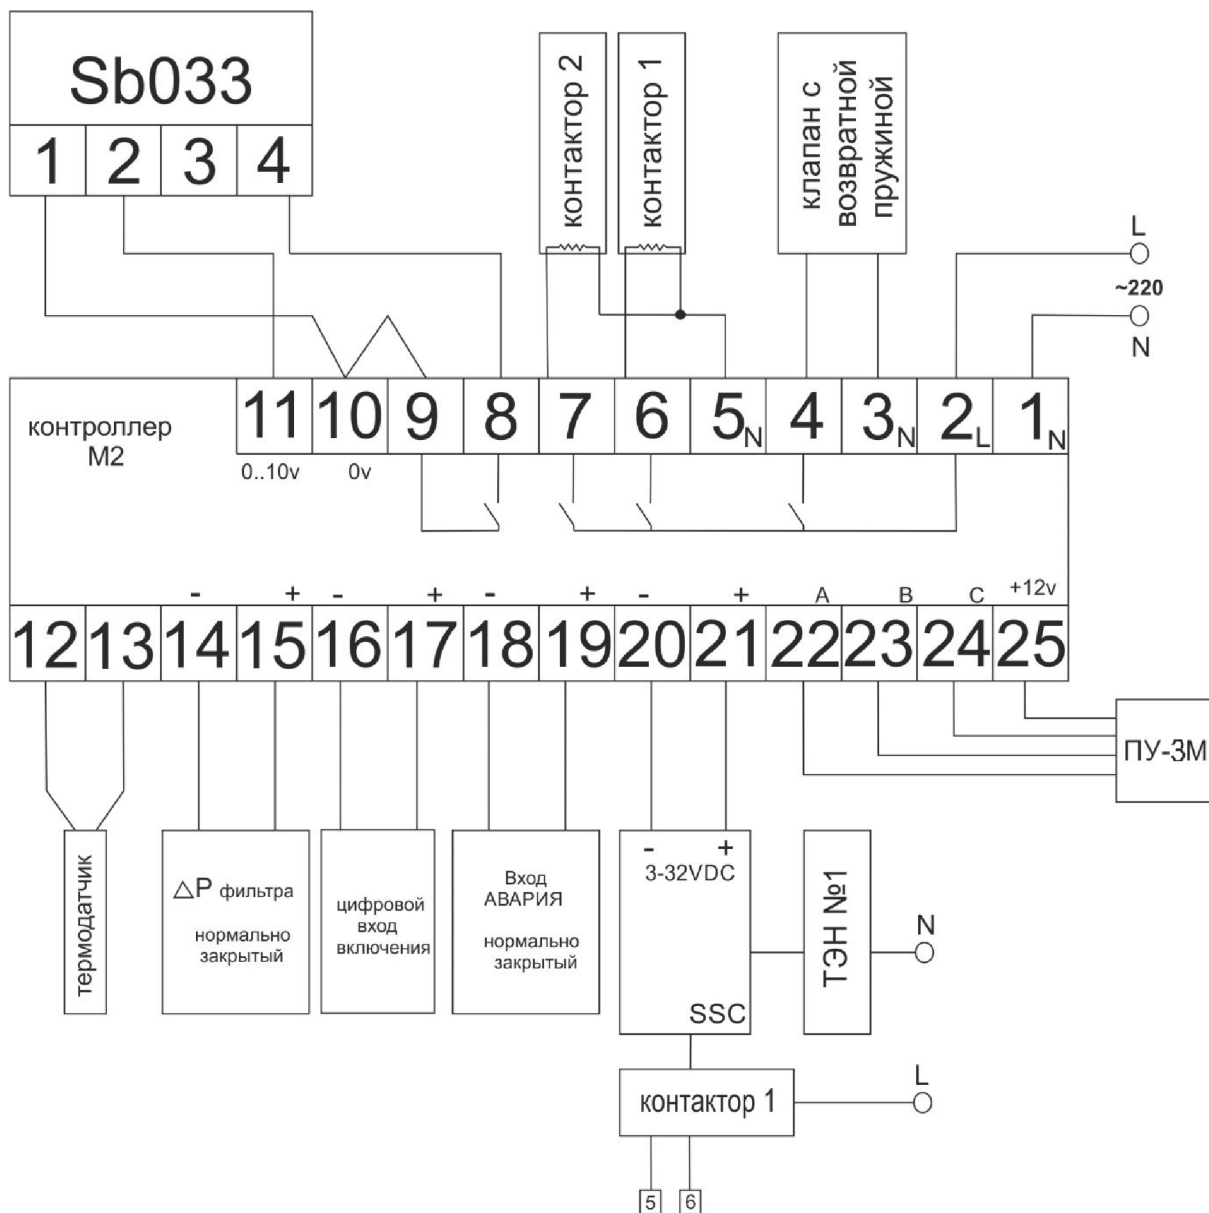 Sb033
1 2 3 4
контактор 2
контактор 1
клапан с
возвратной
пружиной
L
~220
N
контроллер
М2
11 10 9 8 7 6 5N 4 3N 2L 1N
0..10v 0v
- + - + - + - + A B C +12v
12 13 14 15 16 17 18 19 20 21 22 23 24 25
ПУ-3М
термодатчик
△P фильтра
нормально
закрытый
цифровой
вход
включения
Вход
АВАРИЯ
нормально
закрытый
- +
3-32VDC
SSC
ТЭН №1
N
контактор 1
L
5 6